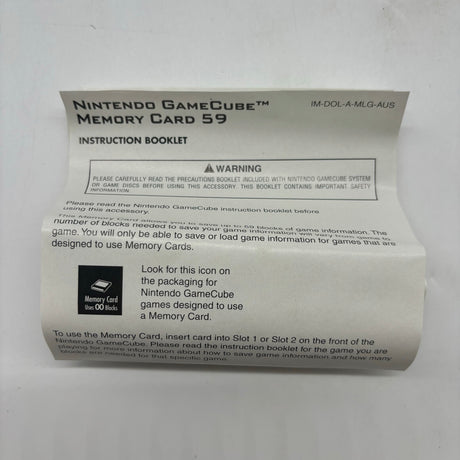 NINTENDO GAMECUBE™
MEMORY CARD 59
IM-DOL-A-MLG-AUS
INSTRUCTION BOOKLET
⚠ WARNING
PLEASE CAREFULLY READ THE PRECAUTIONS BOOKLET INCLUDED WITH NINTENDO GAMECUBE SYSTEM
OR GAME DISCS BEFORE USING THIS ACCESSORY. THIS BOOKLET CONTAINS IMPORTANT SAFETY
INFORMATION.
Please read the Nintendo GameCube instruction booklet before
using this accessory.
This Memory Card allows you to save up to 59 blocks of game information. The
number of blocks needed to save your game information will vary from game to
game. You will only be able to save or load game information for games that are
designed to use Memory Cards.
Memory Card
Uses 00 Blocks
Look for this icon on
the packaging for
Nintendo GameCube
games designed to use
a Memory Card.
To use the Memory Card, insert card into Slot 1 or Slot 2 on the front of the
Nintendo GameCube. Please read the instruction booklet for the game you are
playing for more information about how to save game information and how many
blocks are needed for that specific game.